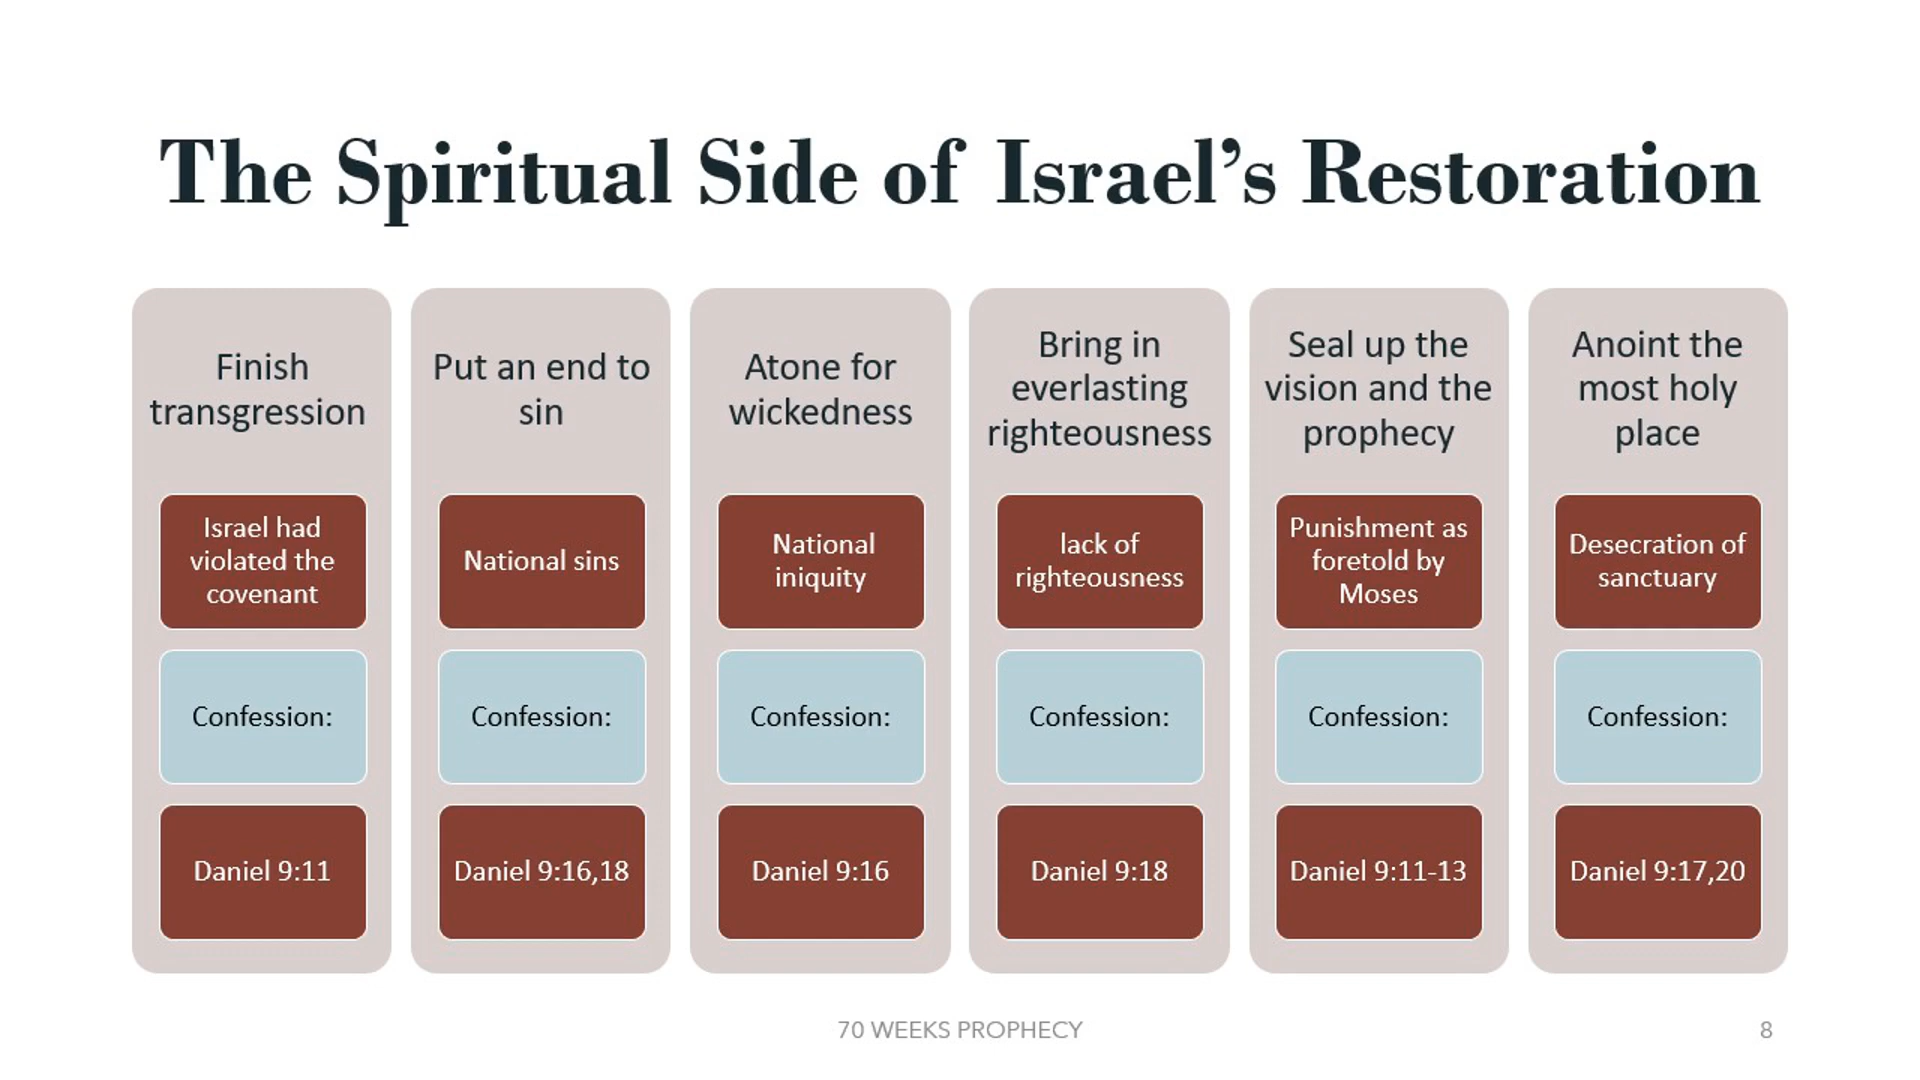 The Spiritual Side of Israel’s Restoration
Finish
transgression
Israel had
violated the
covenant
Confession:
Daniel 9:11
Put an end to
sin
National sins
Confession:
Daniel 9:16,18
Atone for
wickedness
National
iniquity
Confession:
Daniel 9:16
Bring in
everlasting
righteousness
lack of
righteousness
Confession:
Daniel 9:18
Seal up the
vision and the
prophecy
Punishment as
foretold by
Moses
Confession:
Daniel 9:11-13
Anoint the
most holy
place
Desecration of
sanctuary
Confession:
Daniel 9:17,20
70 WEEKS PROPHECY
8